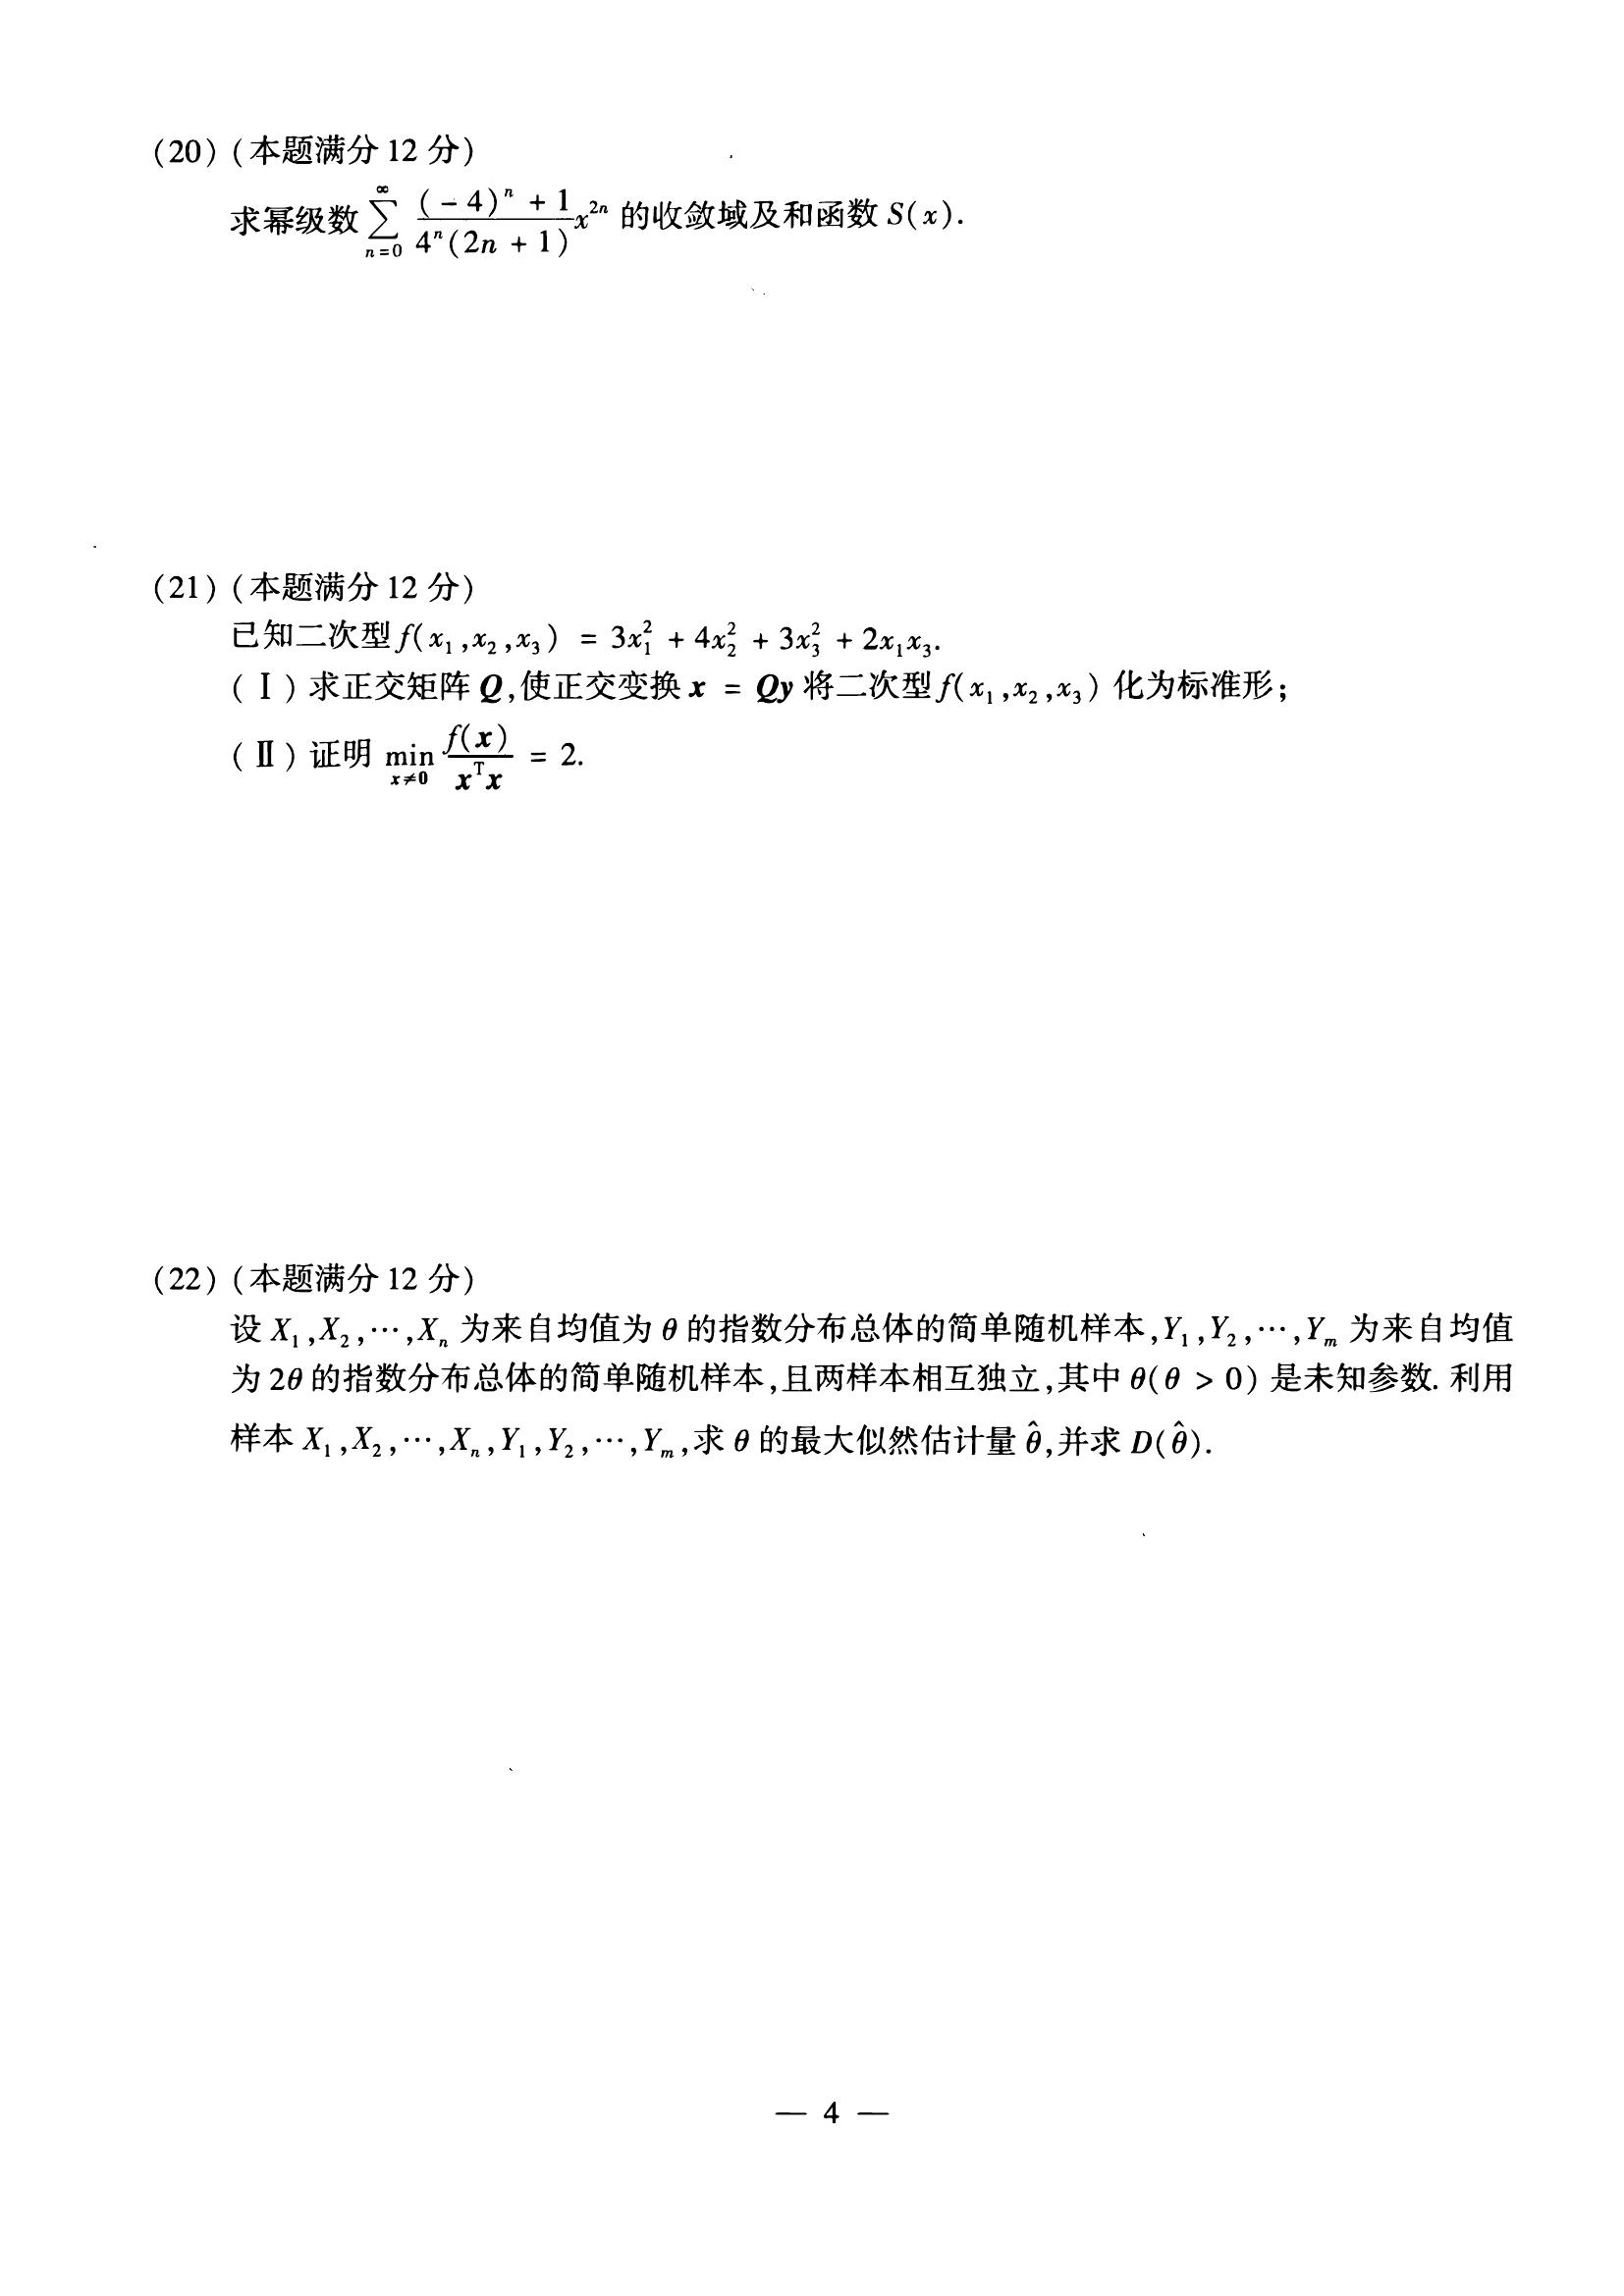 (20) (本题满分 12 分)
求幂级数 $\sum_{n=0}^{\infty} \frac{(-4)^n + 1}{4^n(2n+1)} x^{2n}$ 的收敛域及和函数 $S(x)$.
(21) (本题满分 12 分)
已知二次型 $f(x_1,x_2,x_3) = 3x_1^2 + 4x_2^2 + 3x_3^2 + 2x_1x_3$.
(Ⅰ) 求正交矩阵 $\boldsymbol{Q}$,使正交变换 $\boldsymbol{x} = \boldsymbol{Qy}$ 将二次型 $f(x_1,x_2,x_3)$ 化为标准形;
(Ⅱ) 证明 $\min_{\boldsymbol{x}\neq\boldsymbol{0}} \frac{f(\boldsymbol{x})}{\boldsymbol{x}^{\mathrm{T}}\boldsymbol{x}} = 2$.
(22) (本题满分 12 分)
设 $X_1,X_2,\cdots,X_n$ 为来自均值为 $\theta$ 的指数分布总体的简单随机样本,$Y_1,Y_2,\cdots,Y_m$ 为来自均值
为 $2\theta$ 的指数分布总体的简单随机样本,且两样本相互独立,其中 $\theta(\theta > 0)$ 是未知参数. 利用
样本 $X_1,X_2,\cdots,X_n,Y_1,Y_2,\cdots,Y_m$,求 $\theta$ 的最大似然估计量 $\hat{\theta}$,并求 $D(\hat{\theta})$.
— 4 —